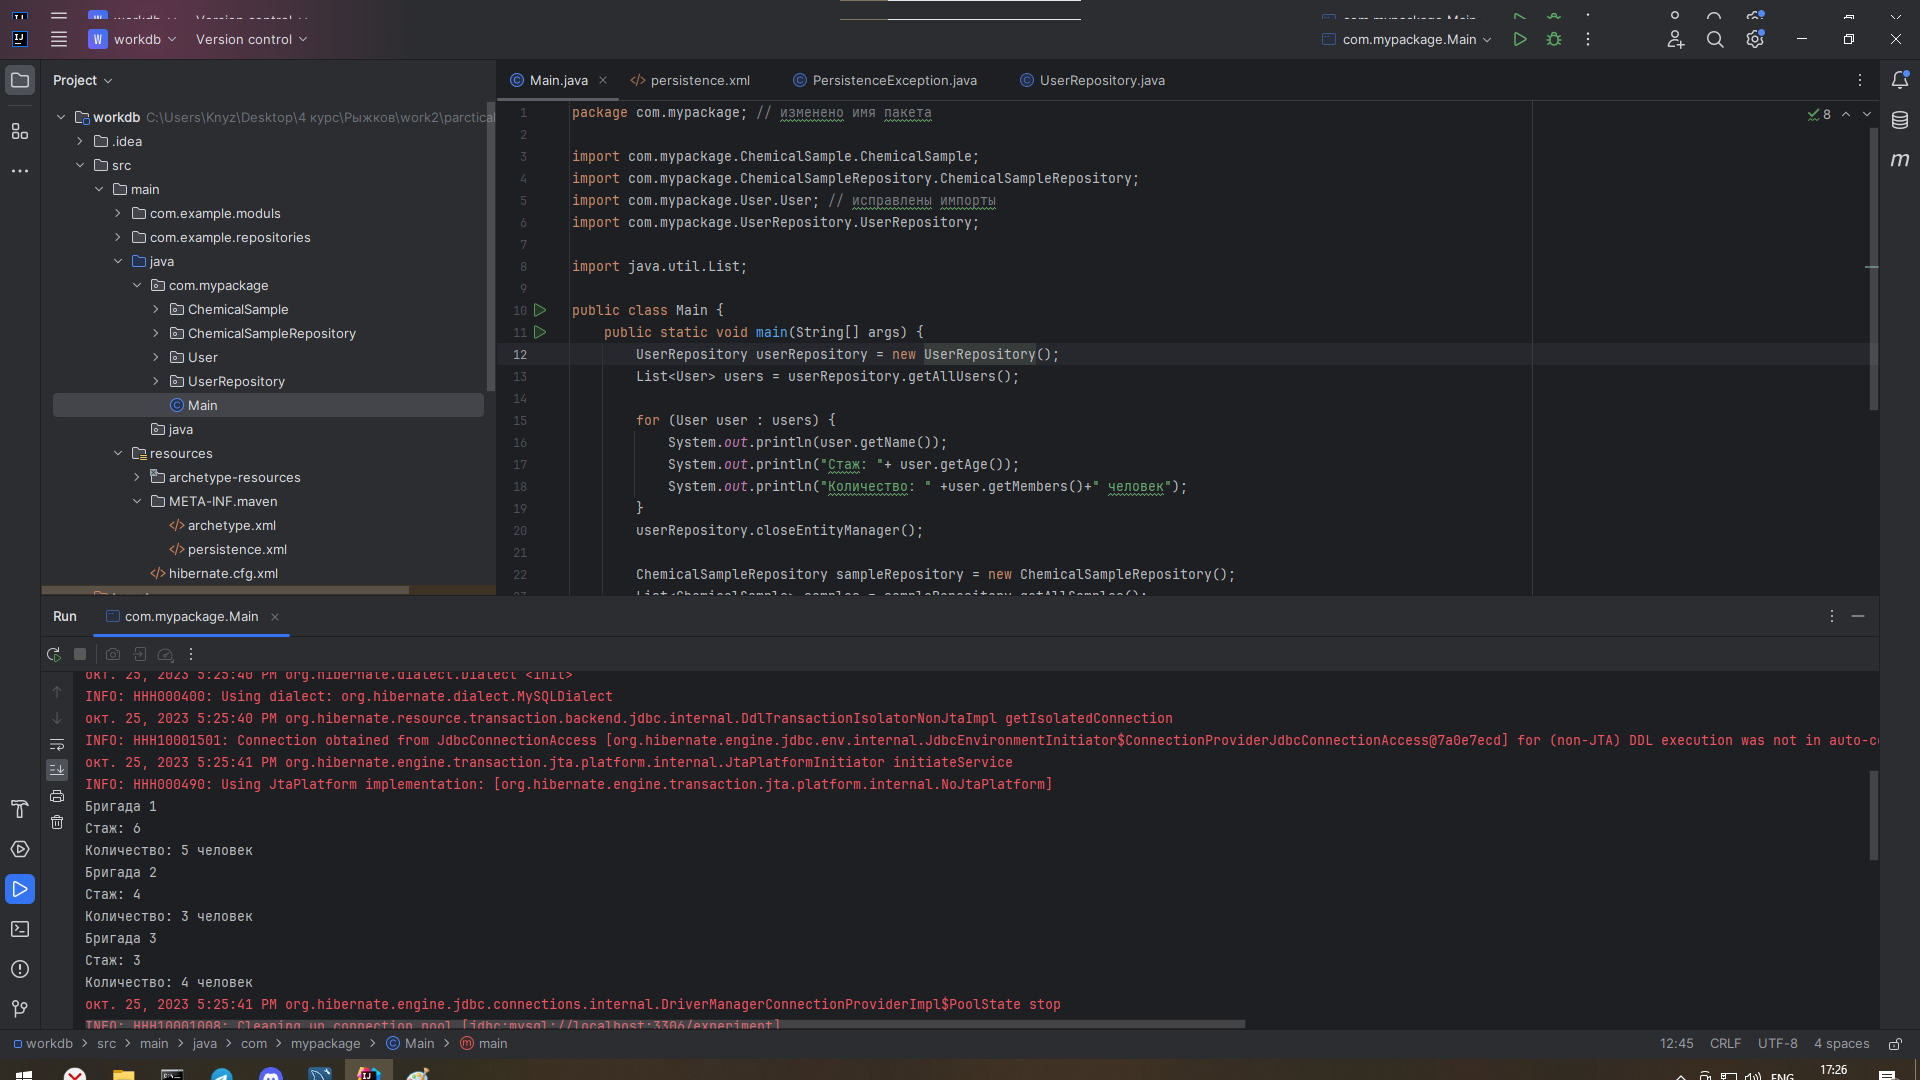 W workdb Version control com.mypackage.Main
Project
Main.java persistence.xml PersistenceException.java UserRepository.java
workdb C:\Users\Knyz\Desktop\4 курс\Рыжков\work2\parctical
.idea
src
main
com.example.moduls
com.example.repositories
java
com.mypackage
ChemicalSample
ChemicalSampleRepository
User
UserRepository
Main
java
resources
archetype-resources
META-INF.maven
archetype.xml
persistence.xml
hibernate.cfg.xml
8
1 package com.mypackage; // изменено имя пакета
2
3 import com.mypackage.ChemicalSample.ChemicalSample;
4 import com.mypackage.ChemicalSampleRepository.ChemicalSampleRepository;
5 import com.mypackage.User.User; // исправлены импорты
6 import com.mypackage.UserRepository.UserRepository;
7
8 import java.util.List;
9
10 public class Main {
11 public static void main(String[] args) {
12 UserRepository userRepository = new UserRepository();
13 List<User> users = userRepository.getAllUsers();
14
15 for (User user : users) {
16 System.out.println(user.getName());
17 System.out.println("Стаж: "+ user.getAge());
18 System.out.println("Количество: " +user.getMembers()+" человек");
19 }
20 userRepository.closeEntityManager();
21
22 ChemicalSampleRepository sampleRepository = new ChemicalSampleRepository();
List<ChemicalSample> samples = sampleRepository.getAllSamples();
Run com.mypackage.Main
окт. 25, 2023 5:25:40 PM org.hibernate.dialect.Dialect <init>
INFO: HHH000400: Using dialect: org.hibernate.dialect.MySQLDialect
окт. 25, 2023 5:25:40 PM org.hibernate.resource.transaction.backend.jdbc.internal.DdlTransactionIsolatorNonJtaImpl getIsolatedConnection
INFO: HHH10001501: Connection obtained from JdbcConnectionAccess [org.hibernate.engine.jdbc.env.internal.JdbcEnvironmentInitiator$ConnectionProviderJdbcConnectionAccess@7a0e7ecd] for (non-JTA) DDL execution was not in auto-c
окт. 25, 2023 5:25:41 PM org.hibernate.engine.transaction.jta.platform.internal.JtaPlatformInitiator initiateService
INFO: HHH000490: Using JtaPlatform implementation: [org.hibernate.engine.transaction.jta.platform.internal.NoJtaPlatform]
Бригада 1
Стаж: 6
Количество: 5 человек
Бригада 2
Стаж: 4
Количество: 3 человек
Бригада 3
Стаж: 3
Количество: 4 человек
окт. 25, 2023 5:25:41 PM org.hibernate.engine.jdbc.connections.internal.DriverManagerConnectionProviderImpl$PoolState stop
INFO: HHH10001008: Cleaning up connection pool [jdbc:mysql://localhost:3306/experiment]
workdb > src > main > java > com > mypackage > Main > main 12:45 CRLF UTF-8 4 spaces
ENG 17:26